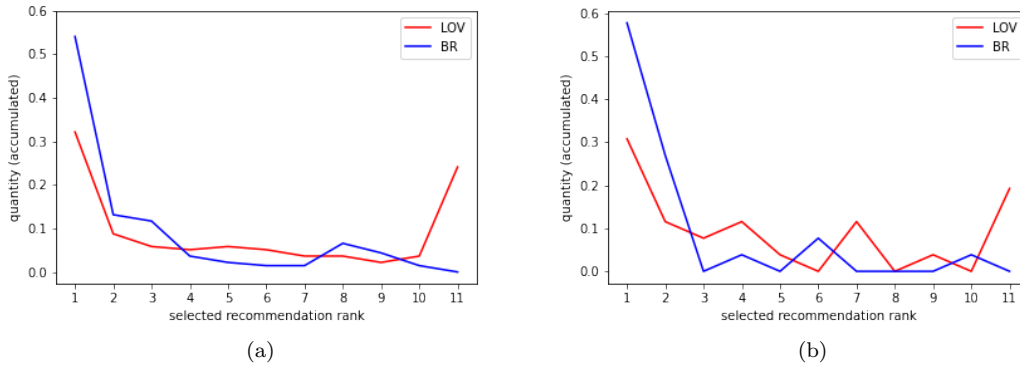 0.6
0.5
0.4
0.3
0.2
0.1
0.0
quantity (accumulated)
LOV
BR
1 2 3 4 5 6 7 8 9 10 11
selected recommendation rank
(a)
0.6
0.5
0.4
0.3
0.2
0.1
0.0
quantity (accumulated)
LOV
BR
1 2 3 4 5 6 7 8 9 10 11
selected recommendation rank
(b)